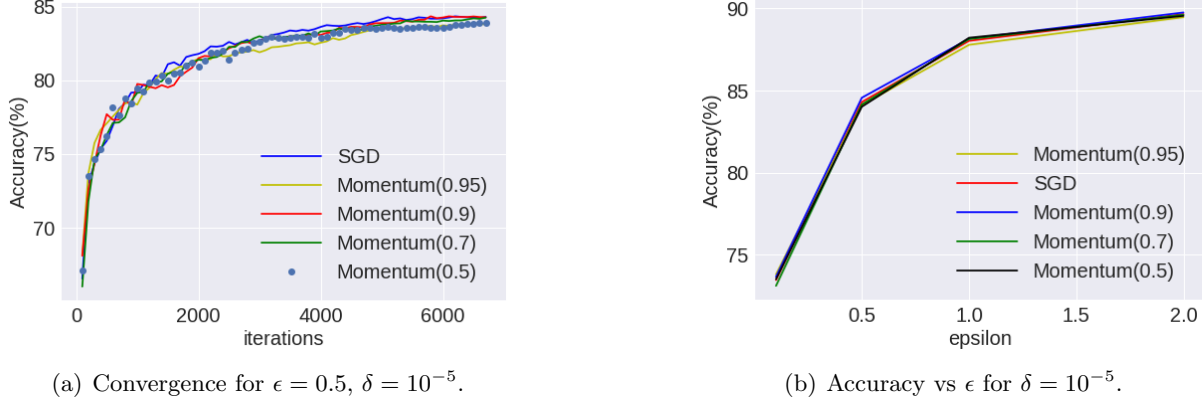 85
80
75
70
Accuracy(%)
SGD
Momentum(0.95)
Momentum(0.9)
Momentum(0.7)
Momentum(0.5)
0
2000
4000
6000
iterations
(a) Convergence for ϵ = 0.5, δ = 10⁻⁵.
90
85
80
75
Accuracy(%)
Momentum(0.95)
SGD
Momentum(0.9)
Momentum(0.7)
Momentum(0.5)
0.5
1.0
1.5
2.0
epsilon
(b) Accuracy vs ϵ for δ = 10⁻⁵.